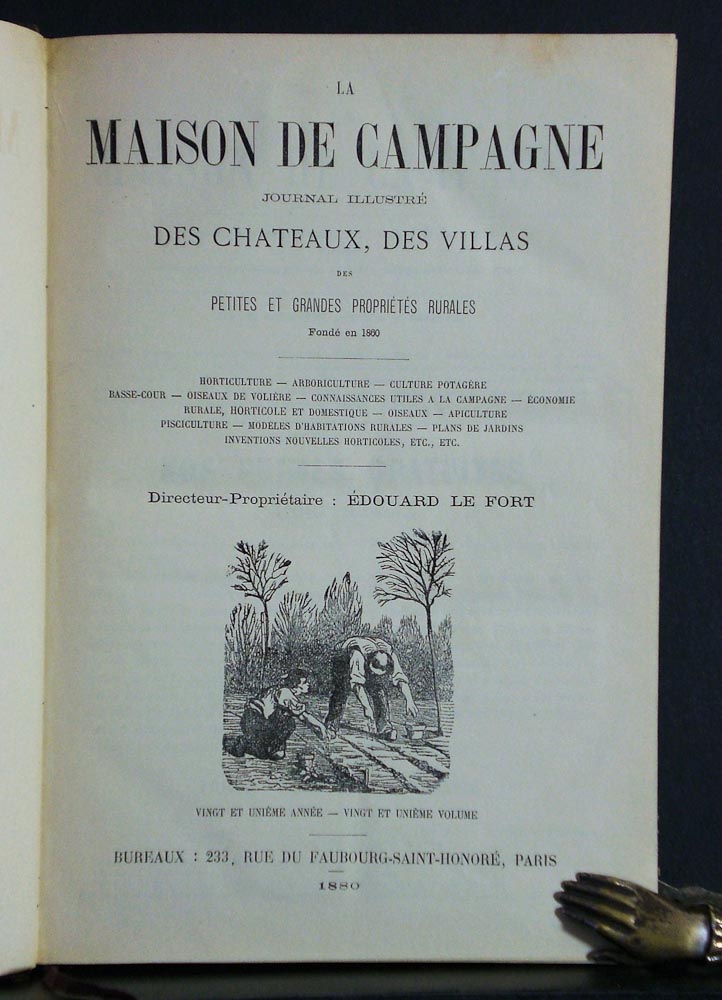 LA
MAISON DE CAMPAGNE
JOURNAL ILLUSTRÉ
DES CHATEAUX, DES VILLAS
DES
PETITES ET GRANDES PROPRIÉTÉS RURALES
Fondé en 1860
HORTICULTURE — ARBORICULTURE — CULTURE POTAGÈRE
BASSE-COUR — OISEAUX DE VOLIÈRE — CONNAISSANCES UTILES A LA CAMPAGNE — ÉCONOMIE
RURALE, HORTICOLE ET DOMESTIQUE — OISEAUX — APICULTURE
PISCICULTURE — MODÈLES D'HABITATIONS RURALES — PLANS DE JARDINS
INVENTIONS NOUVELLES HORTICOLES, ETC., ETC.
Directeur-Propriétaire : ÉDOUARD LE FORT
VINGT ET UNIÈME ANNÉE — VINGT ET UNIÈME VOLUME
BUREAUX : 233, RUE DU FAUBOURG-SAINT-HONORÉ, PARIS
1880